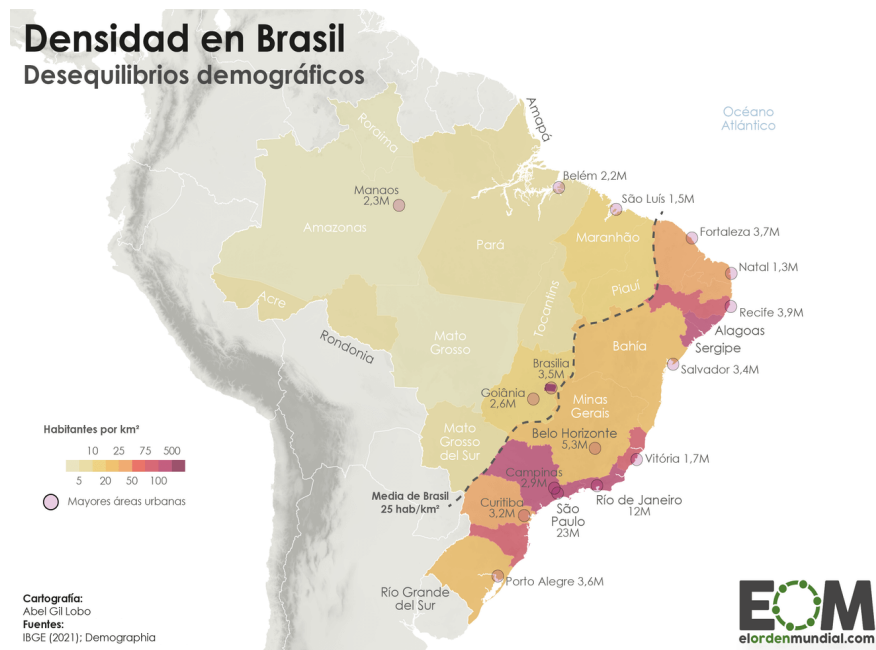 Densidad en Brasil
Desequilibrios demográficos
Océano
Atlántico
Amapá
Roraima
Belém 2,2M
Manaos
2,3M
São Luís 1,5M
Amazonas
Fortaleza 3,7M
Pará
Maranhão
Natal 1,3M
Piauí
Acre
Tocantins
Recife 3,9M
Alagoas
Sergipe
Rondonia
Mato
Grosso
Bahia
Brasilia
3,5M
Salvador 3,4M
Goiânia
2,6M
Minas
Gerais
Habitantes por km²
10 25 75 500
5 20 50 100
Mayores áreas urbanas
Mato
Grosso
del Sur
Belo Horizonte
5,3M
Vitória 1,7M
Campinas
2,9M
Media de Brasil
25 hab/km²
Curitiba
3,2M
São
Paulo
23M
Río de Janeiro
12M
Porto Alegre 3,6M
Río Grande
del Sur
Cartografía:
Abel Gil Lobo
Fuentes:
IBGE (2021); Demographia
EOM
elordenmundial.com